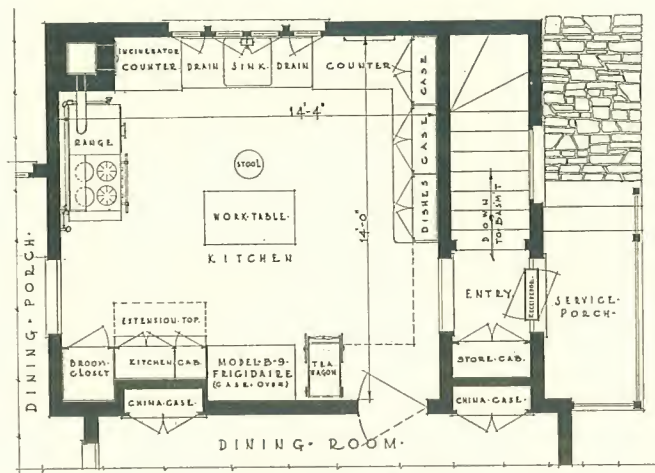 INCINERATOR
COUNTER
DRAIN
SINK
DRAIN
COUNTER
CASE
14'-4"
RANGE
CASE
STOOL
WORK·TABLE·
DISHES
14'-0"
KITCHEN
DOWN
TO·BASM'T
ENTRY
RECEIVEDOR
SERVICE·
PORCH·
DINING·PORCH·
EXTENSION·TOP·
BROOM·
CLOSET
KITCHEN
CAB.
MODEL·B-9·
FRIGIDAIRE
(CASE·OVER)
TEA
WAGON
STORE·CAB.
CHINA·CASE·
CHINA·CASE·
DINING·ROOM·